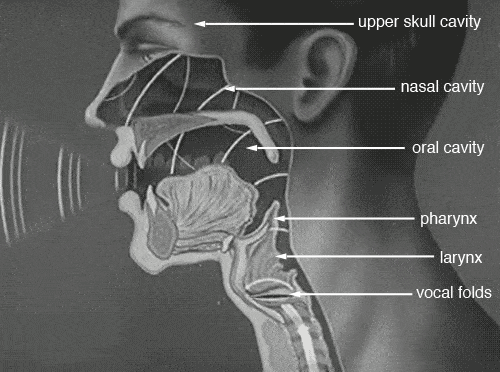 upper skull cavity
nasal cavity
oral cavity
pharynx
larynx
vocal folds